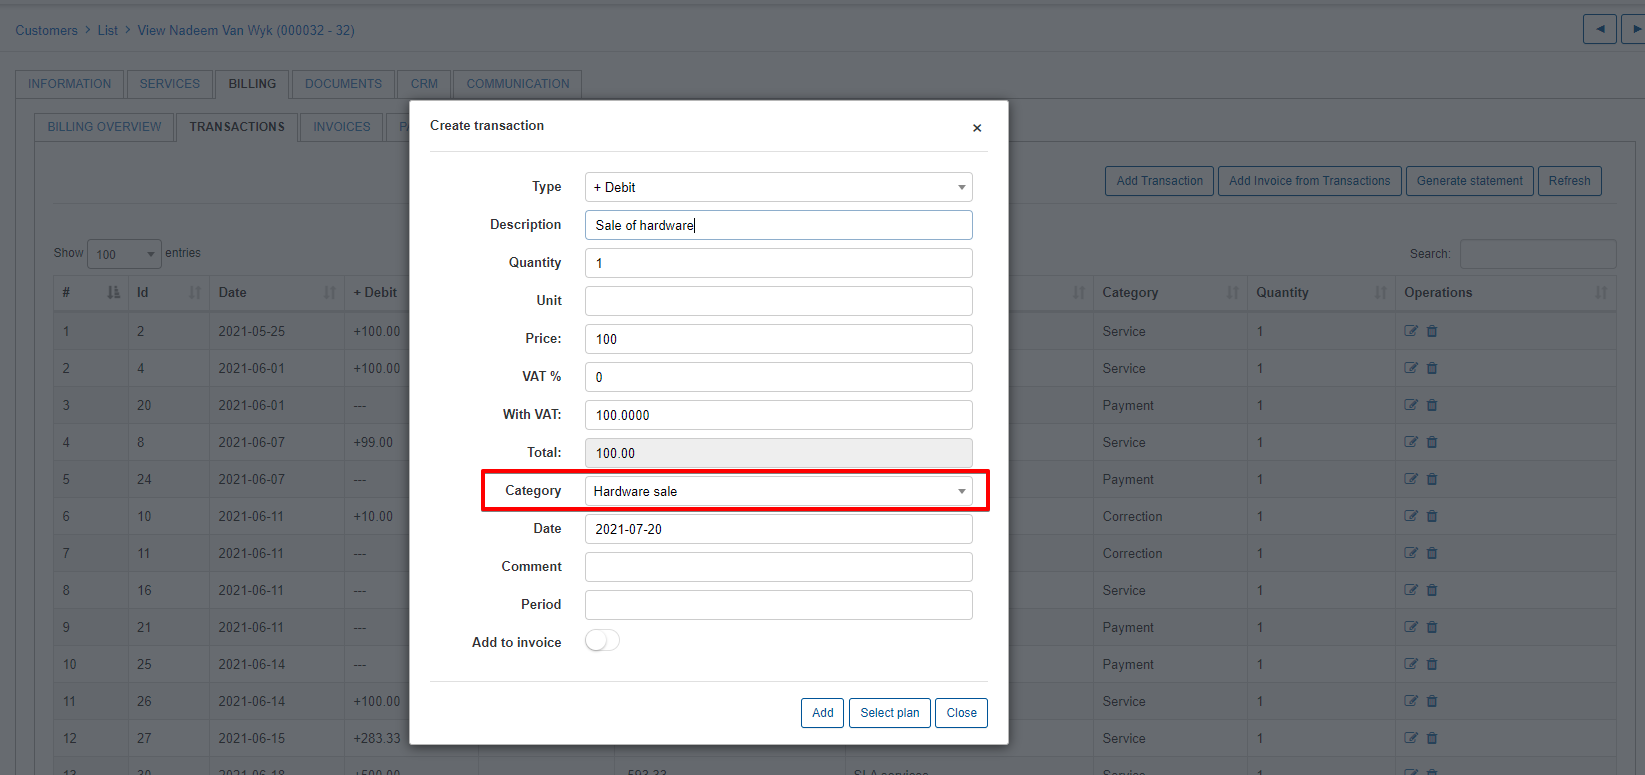 Customers > List > View Nadeem Van Wyk (000032 - 32)
INFORMATION SERVICES BILLING DOCUMENTS CRM COMMUNICATION
BILLING OVERVIEW TRANSACTIONS INVOICES
Add Transaction Add Invoice from Transactions Generate statement Refresh
Show 100 entries
Search:
# Id Date + Debit Category Quantity Operations
1 2 2021-05-25 +100.00 Service 1
2 4 2021-06-01 +100.00 Service 1
3 20 2021-06-01 --- Payment 1
4 8 2021-06-07 +99.00 Service 1
5 24 2021-06-07 --- Payment 1
6 10 2021-06-11 +10.00 Correction 1
7 11 2021-06-11 --- Correction 1
8 16 2021-06-11 --- Service 1
9 21 2021-06-11 --- Payment 1
10 25 2021-06-14 --- Payment 1
11 26 2021-06-14 +100.00 Service 1
12 27 2021-06-15 +283.33 Service 1
13 30 2021-06-18 +500.00 593.33 SLA services Service 1
Create transaction ×
Type + Debit
Description Sale of hardware
Quantity 1
Unit
Price: 100
VAT % 0
With VAT: 100.0000
Total: 100.00
Category Hardware sale
Date 2021-07-20
Comment
Period
Add to invoice
Add Select plan Close